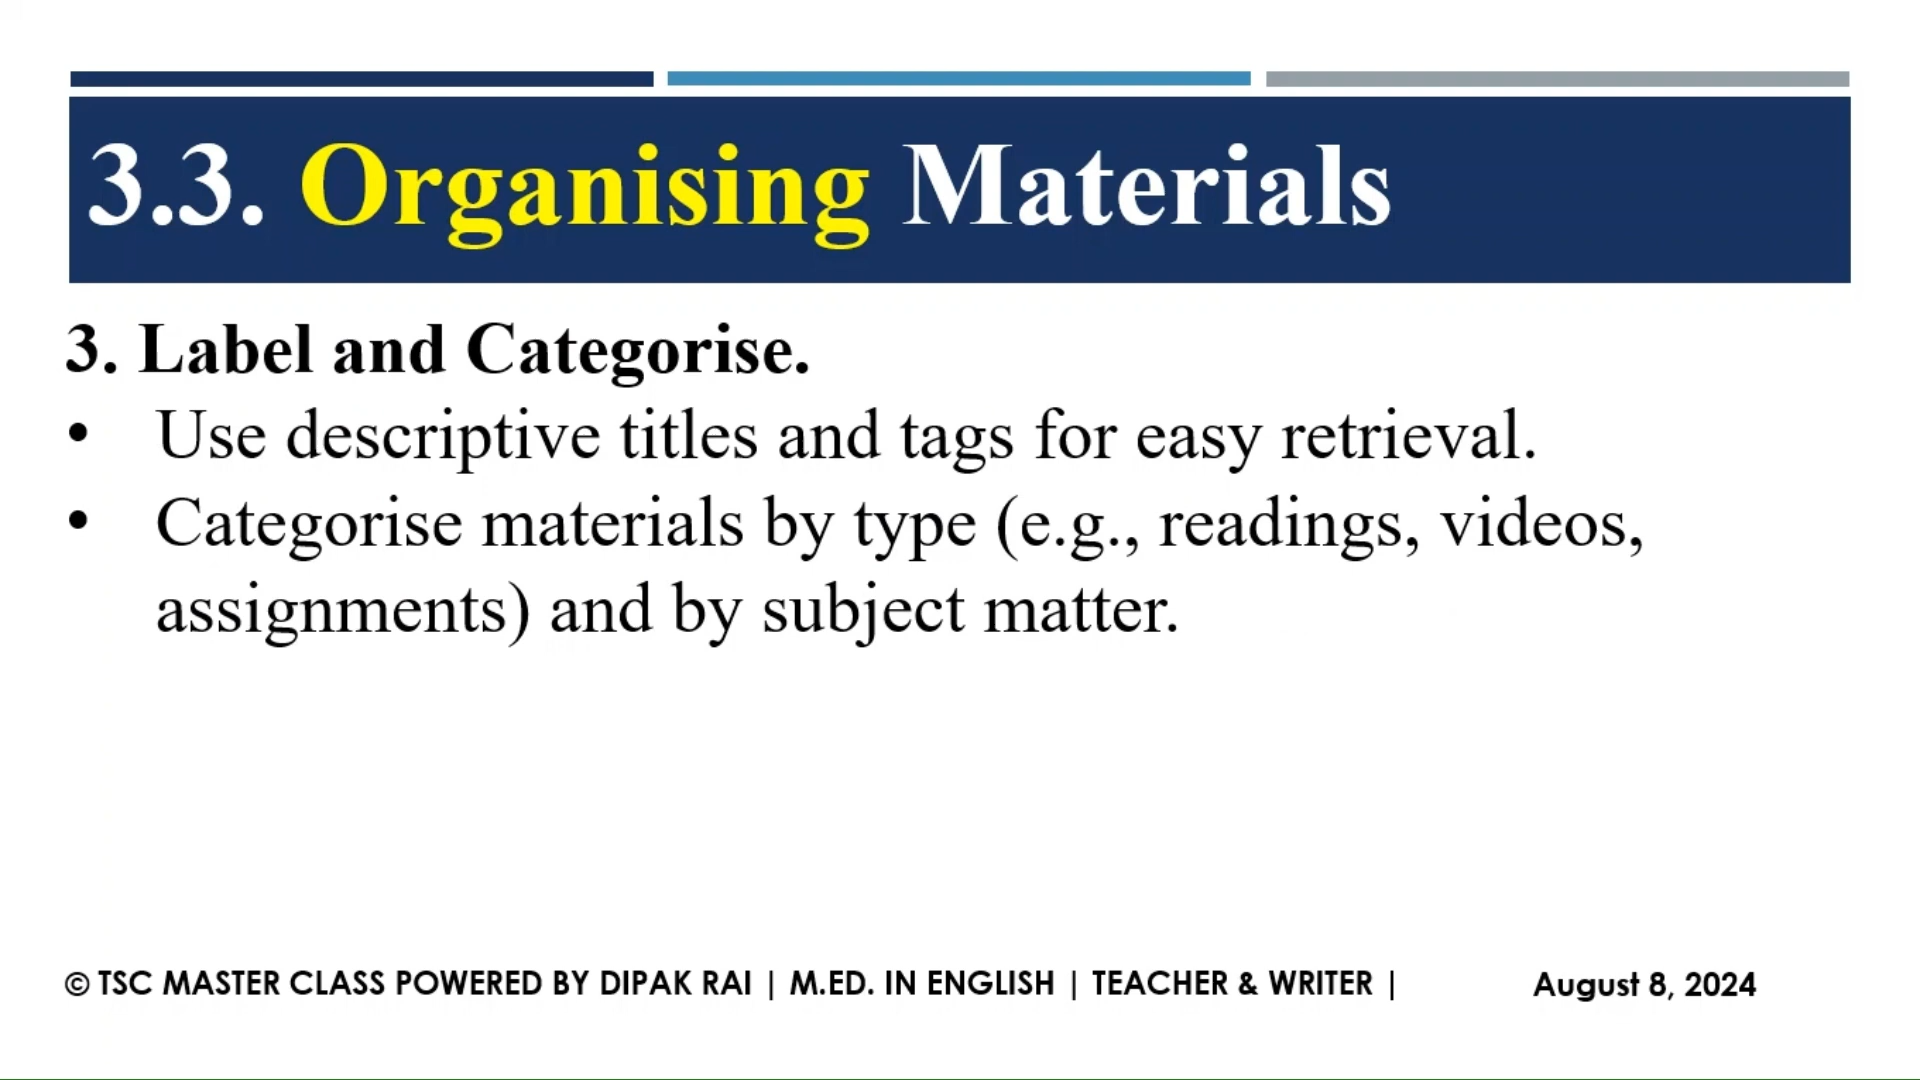 3.3. Organising Materials
3. Label and Categorise.
• Use descriptive titles and tags for easy retrieval.
• Categorise materials by type (e.g., readings, videos,
assignments) and by subject matter.
© TSC MASTER CLASS POWERED BY DIPAK RAI | M.ED. IN ENGLISH | TEACHER & WRITER | August 8, 2024